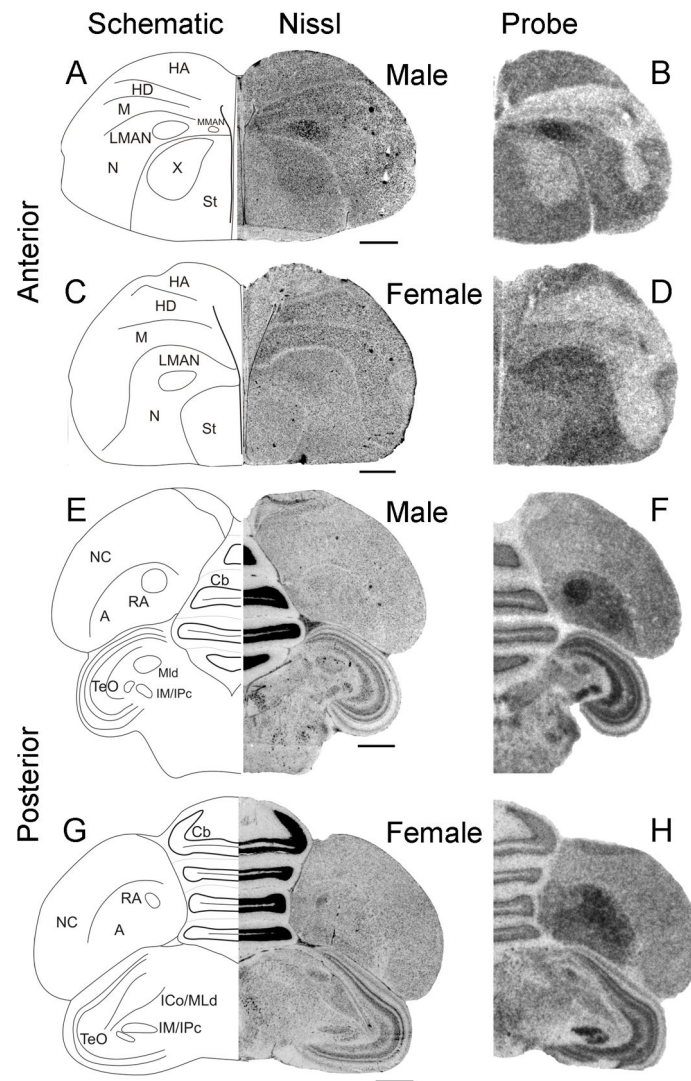 Schematic Nissl Probe
Anterior
A Male B
HA
HD
M
MMAN
LMAN
N X
St
C Female D
HA
HD
M
LMAN
N
St
Posterior
E Male F
NC
Cb
RA
A
Mld
TeO
IM/IPc
G Female H
Cb
RA
NC
A
ICo/MLd
IM/IPc
TeO